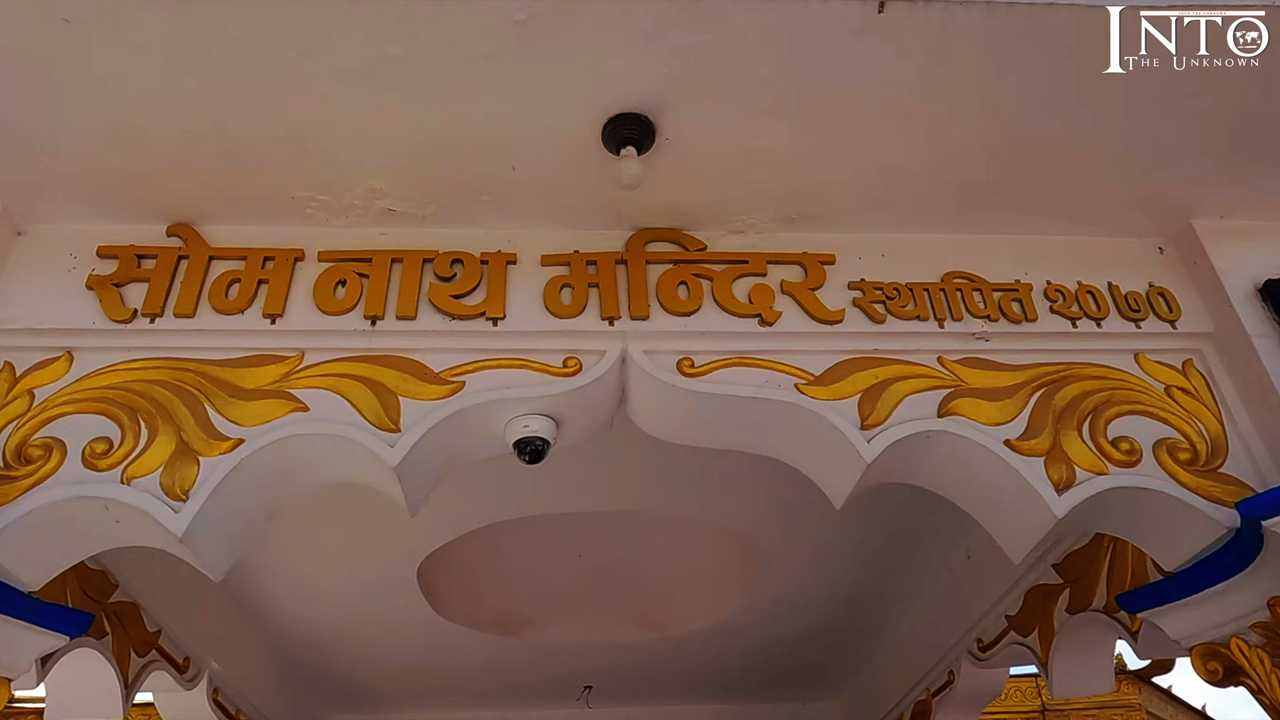 INTO
THE UNKNOWN
सोम नाथ मन्दिर स्थापित २०७०